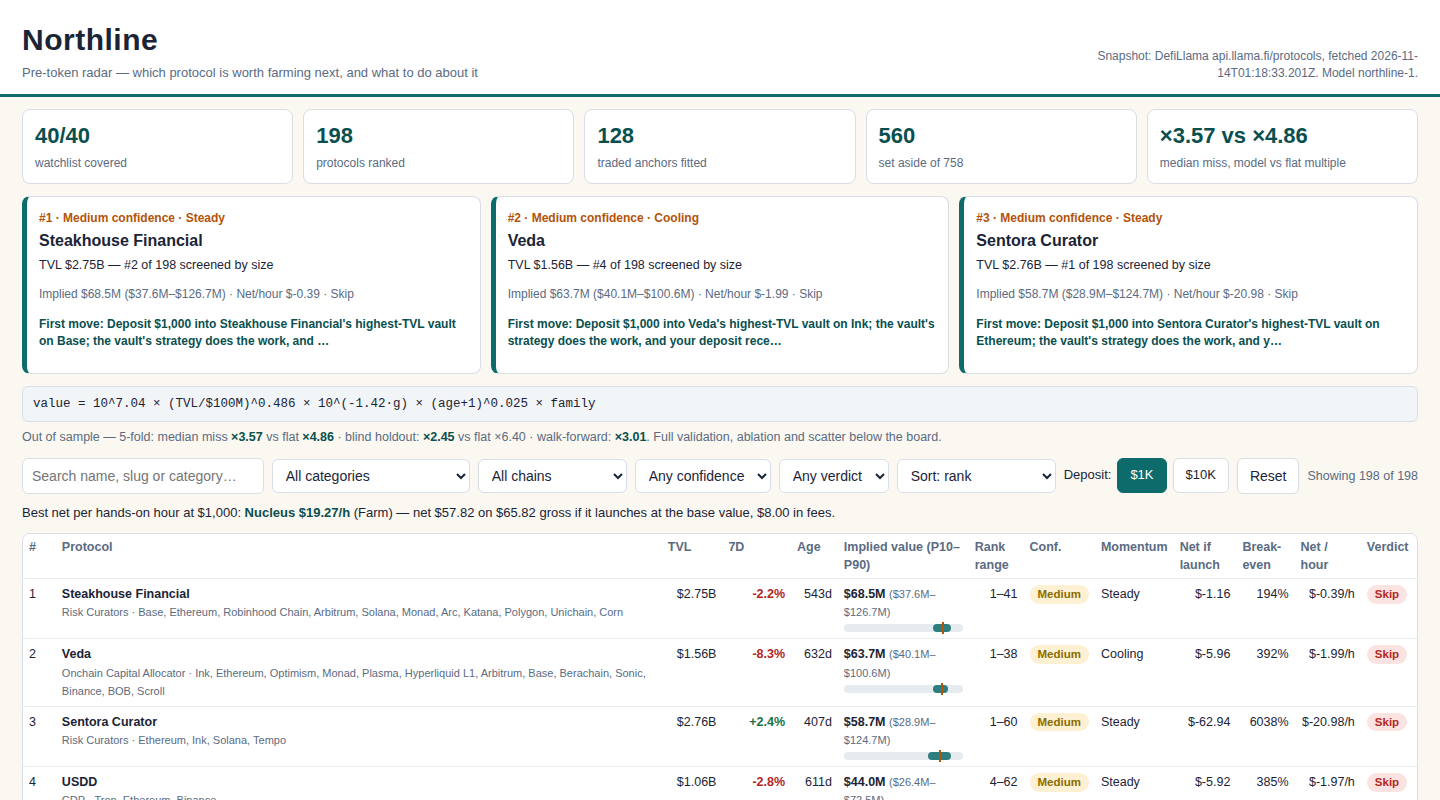 Northline
Pre-token radar — which protocol is worth farming next, and what to do about it
Snapshot: DefiLlama api.llama.fi/protocols, fetched 2026-11-
14T01:18:33.201Z. Model northline-1.
40/40
watchlist covered
198
protocols ranked
128
traded anchors fitted
560
set aside of 758
×3.57 vs ×4.86
median miss, model vs flat multiple
#1 · Medium confidence · Steady
Steakhouse Financial
TVL $2.75B — #2 of 198 screened by size
Implied $68.5M ($37.6M–$126.7M) · Net/hour $-0.39 · Skip
First move: Deposit $1,000 into Steakhouse Financial's highest-TVL vault
on Base; the vault's strategy does the work, and …
#2 · Medium confidence · Cooling
Veda
TVL $1.56B — #4 of 198 screened by size
Implied $63.7M ($40.1M–$100.6M) · Net/hour $-1.99 · Skip
First move: Deposit $1,000 into Veda's highest-TVL vault on Ink; the vault's
strategy does the work, and your deposit rece…
#3 · Medium confidence · Steady
Sentora Curator
TVL $2.76B — #1 of 198 screened by size
Implied $58.7M ($28.9M–$124.7M) · Net/hour $-20.98 · Skip
First move: Deposit $1,000 into Sentora Curator's highest-TVL vault on
Ethereum; the vault's strategy does the work, and y…
value = 10^7.04 × (TVL/$100M)^0.486 × 10^(-1.42·g) × (age+1)^0.025 × family
Out of sample — 5-fold: median miss ×3.57 vs flat ×4.86 · blind holdout: ×2.45 vs flat ×6.40 · walk-forward: ×3.01. Full validation, ablation and scatter below the board.
Search name, slug or category… All categories All chains Any confidence Any verdict Sort: rank Deposit: $1K $10K Reset Showing 198 of 198
Best net per hands-on hour at $1,000: Nucleus $19.27/h (Farm) — net $57.82 on $65.82 gross if it launches at the base value, $8.00 in fees.
# Protocol TVL 7D Age Implied value (P10–P90) Rank range Conf. Momentum Net if launch Break-even Net / hour Verdict
1 Steakhouse Financial $2.75B -2.2% 543d $68.5M ($37.6M–$126.7M) 1–41 Medium Steady $-1.16 194% $-0.39/h Skip
Risk Curators · Base, Ethereum, Robinhood Chain, Arbitrum, Solana, Monad, Arc, Katana, Polygon, Unichain, Corn
2 Veda $1.56B -8.3% 632d $63.7M ($40.1M–$100.6M) 1–38 Medium Cooling $-5.96 392% $-1.99/h Skip
Onchain Capital Allocator · Ink, Ethereum, Optimism, Monad, Plasma, Hyperliquid L1, Arbitrum, Base, Berachain, Sonic,
Binance, BOB, Scroll
3 Sentora Curator $2.76B +2.4% 407d $58.7M ($28.9M–$124.7M) 1–60 Medium Steady $-62.94 6038% $-20.98/h Skip
Risk Curators · Ethereum, Ink, Solana, Tempo
4 USDD $1.06B -2.8% 611d $44.0M ($26.4M–$72.5M) 4–62 Medium Steady $-5.92 385% $-1.97/h Skip
CDP · Tron, Ethereum, Binance